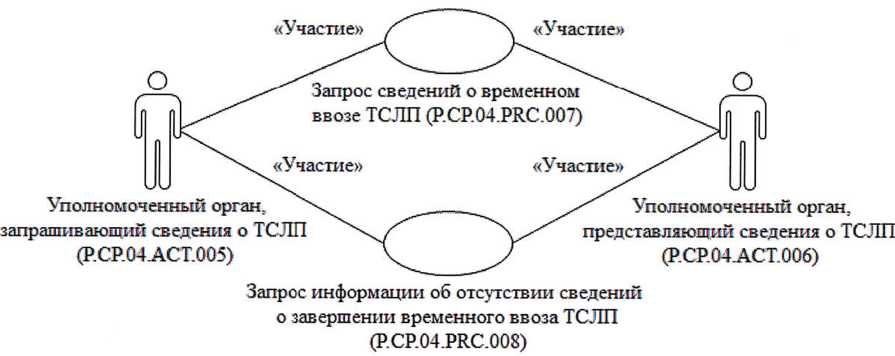 «Участие»
«Участие»
Запрос сведений о временном
ввозе ТСЛП (P.CP.04.PRC.007)
«Участие»
«Участие»
Уполномоченный орган,
запрашивающий сведения о ТСЛП
(P.CP.04.ACT.005)
Уполномоченный орган,
представляющий сведения о ТСЛП
(P.CP.04.ACT.006)
Запрос информации об отсутствии сведений
о завершении временного ввоза ТСЛП
(P.CP.04.PRC.008)